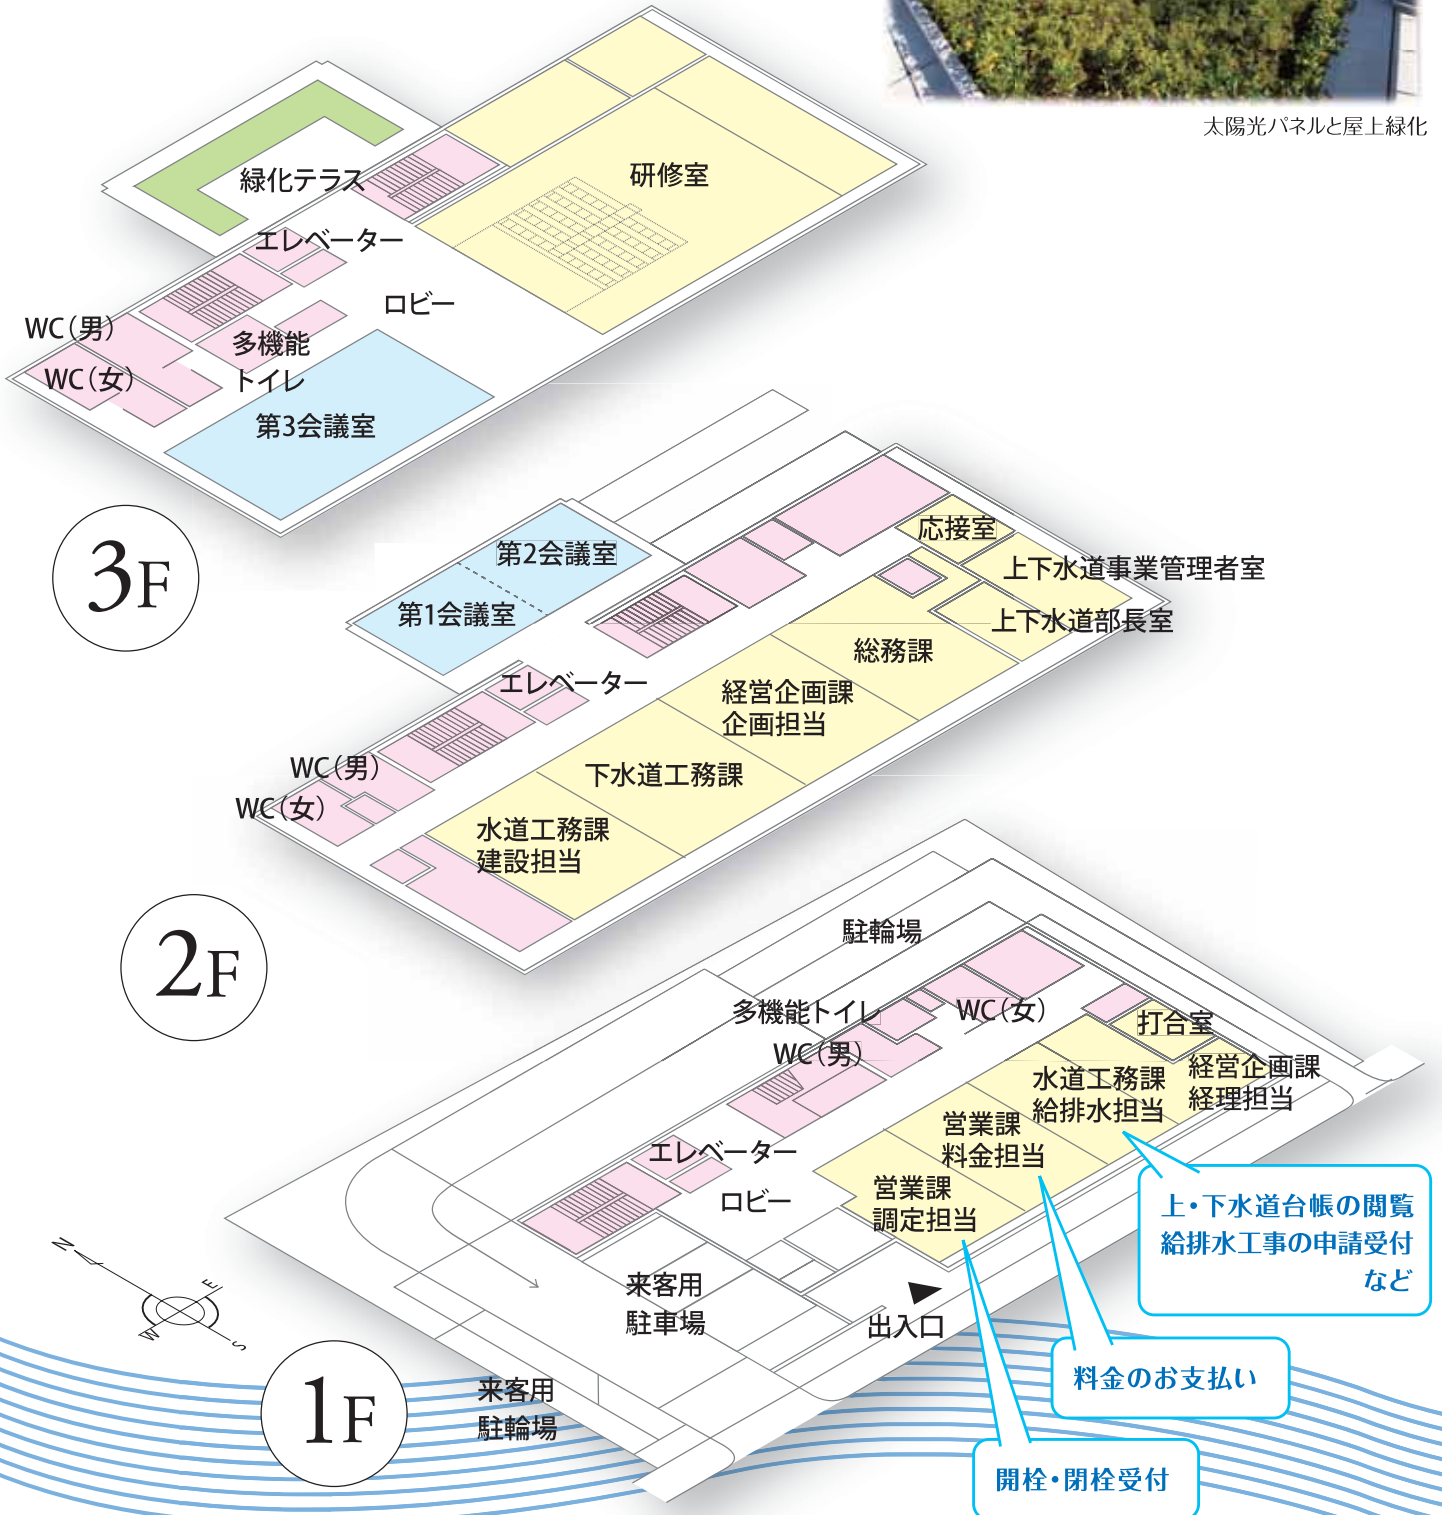 太陽光パネルと屋上緑化
研修室
緑化テラス
エレベーター
ロビー
WC(男)
多機能
トイレ
WC(女)
第3会議室
3F
応接室
第2会議室
上下水道事業管理者室
第1会議室
上下水道部長室
総務課
エレベーター
経営企画課
企画担当
WC(男)
下水道工務課
WC(女)
水道工務課
建設担当
2F
駐輪場
多機能トイレ
WC(女)
打合室
WC(男)
経営企画課
経理担当
水道工務課
給排水担当
営業課
料金担当
エレベーター
ロビー
営業課
調定担当
上・下水道台帳の閲覧
給排水工事の申請受付
など
N
E
W
S
来客用
駐車場
出入口
料金のお支払い
1F
来客用
駐輪場
開栓・閉栓受付